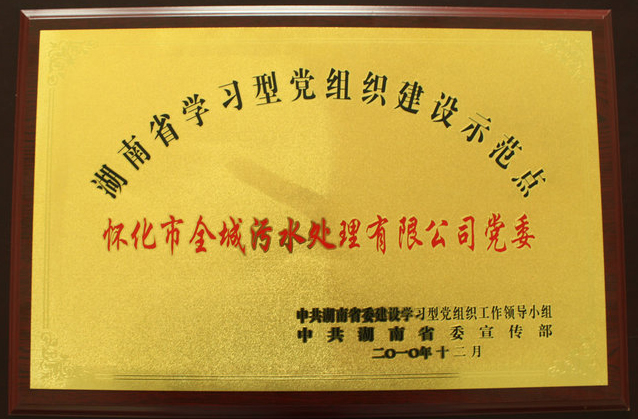 湖南省学习型党组织建设示范点
怀化市全城污水处理有限公司党委
中共湖南省委建设学习型党组织工作领导小组
中共湖南省委宣传部
二〇一〇年十二月